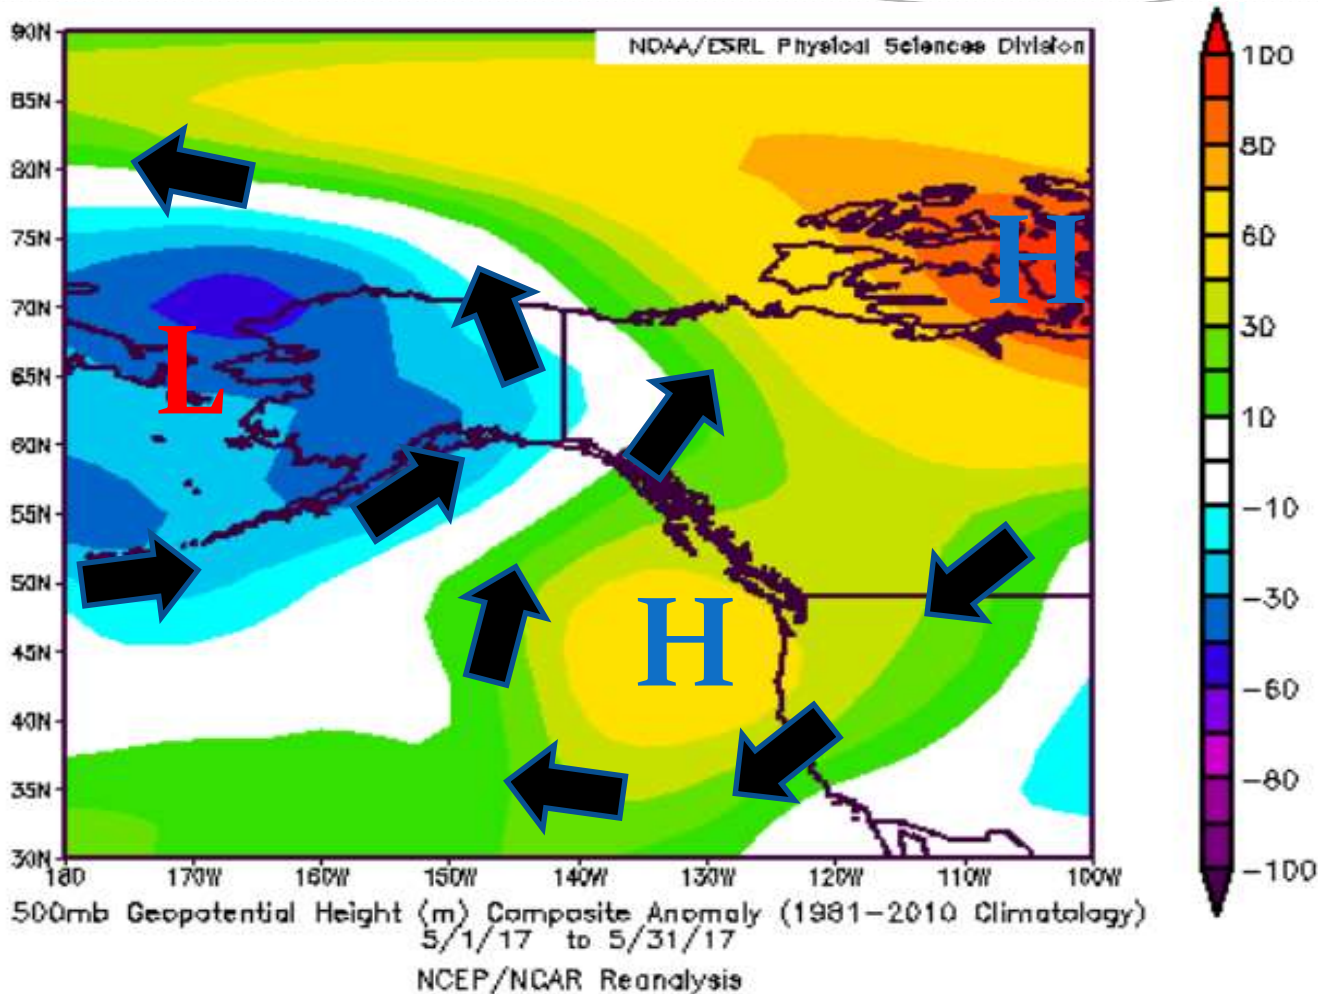 NOAA/ESRL Physical Sciences Division
90N
85N
80N
75N
70N
65N
60N
55N
50N
45N
40N
35N
30N
180
170W
160W
150W
140W
130W
120W
110W
100W
H
L
H
100
80
60
30
10
-10
-30
-60
-80
-100
500mb Geopotential Height (m) Composite Anomaly (1981-2010 Climatology)
5/1/17 to 5/31/17
NCEP/NCAR Reanalysis